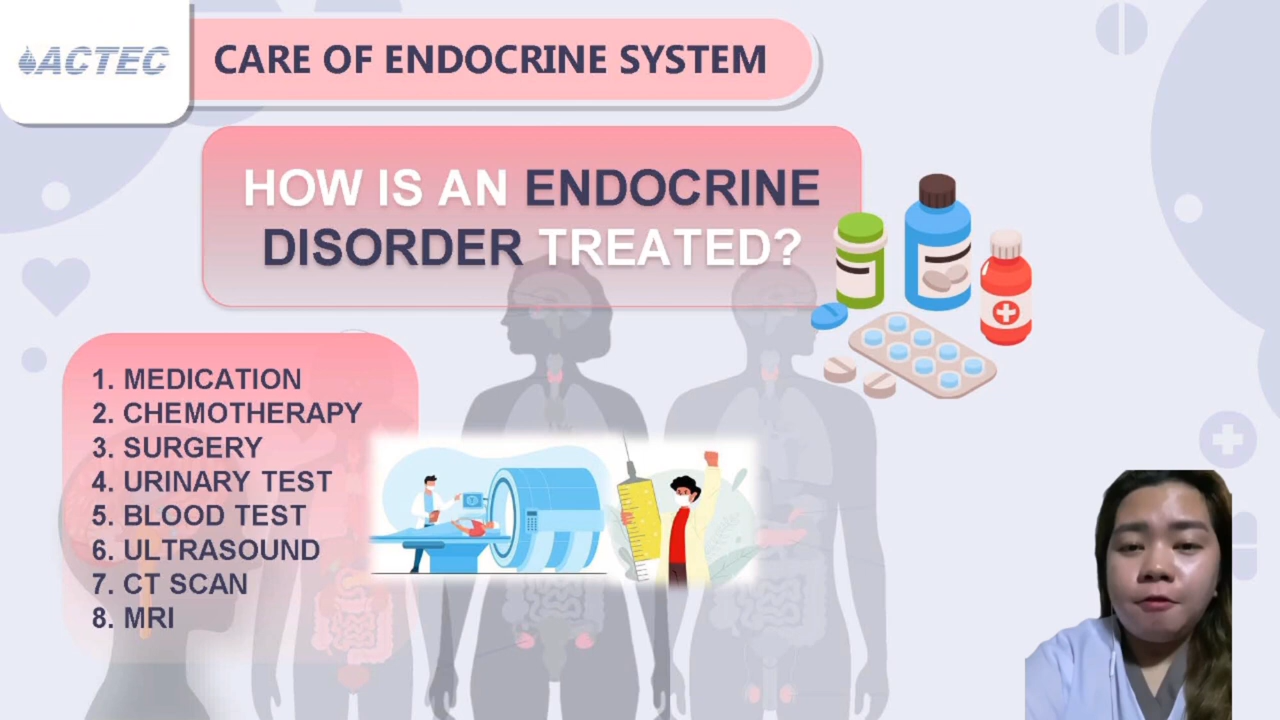 ACTEC
CARE OF ENDOCRINE SYSTEM
HOW IS AN ENDOCRINE
DISORDER TREATED?
1. MEDICATION
2. CHEMOTHERAPY
3. SURGERY
4. URINARY TEST
5. BLOOD TEST
6. ULTRASOUND
7. CT SCAN
8. MRI